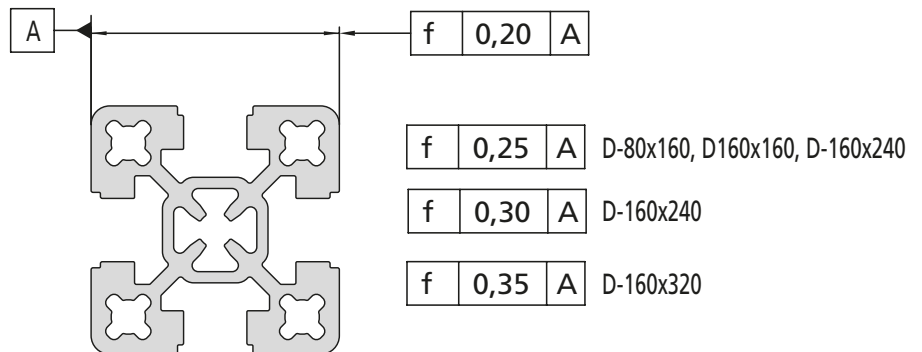 A
f 0,20 A
f 0,25 A D-80x160, D160x160, D-160x240
f 0,30 A D-160x240
f 0,35 A D-160x320